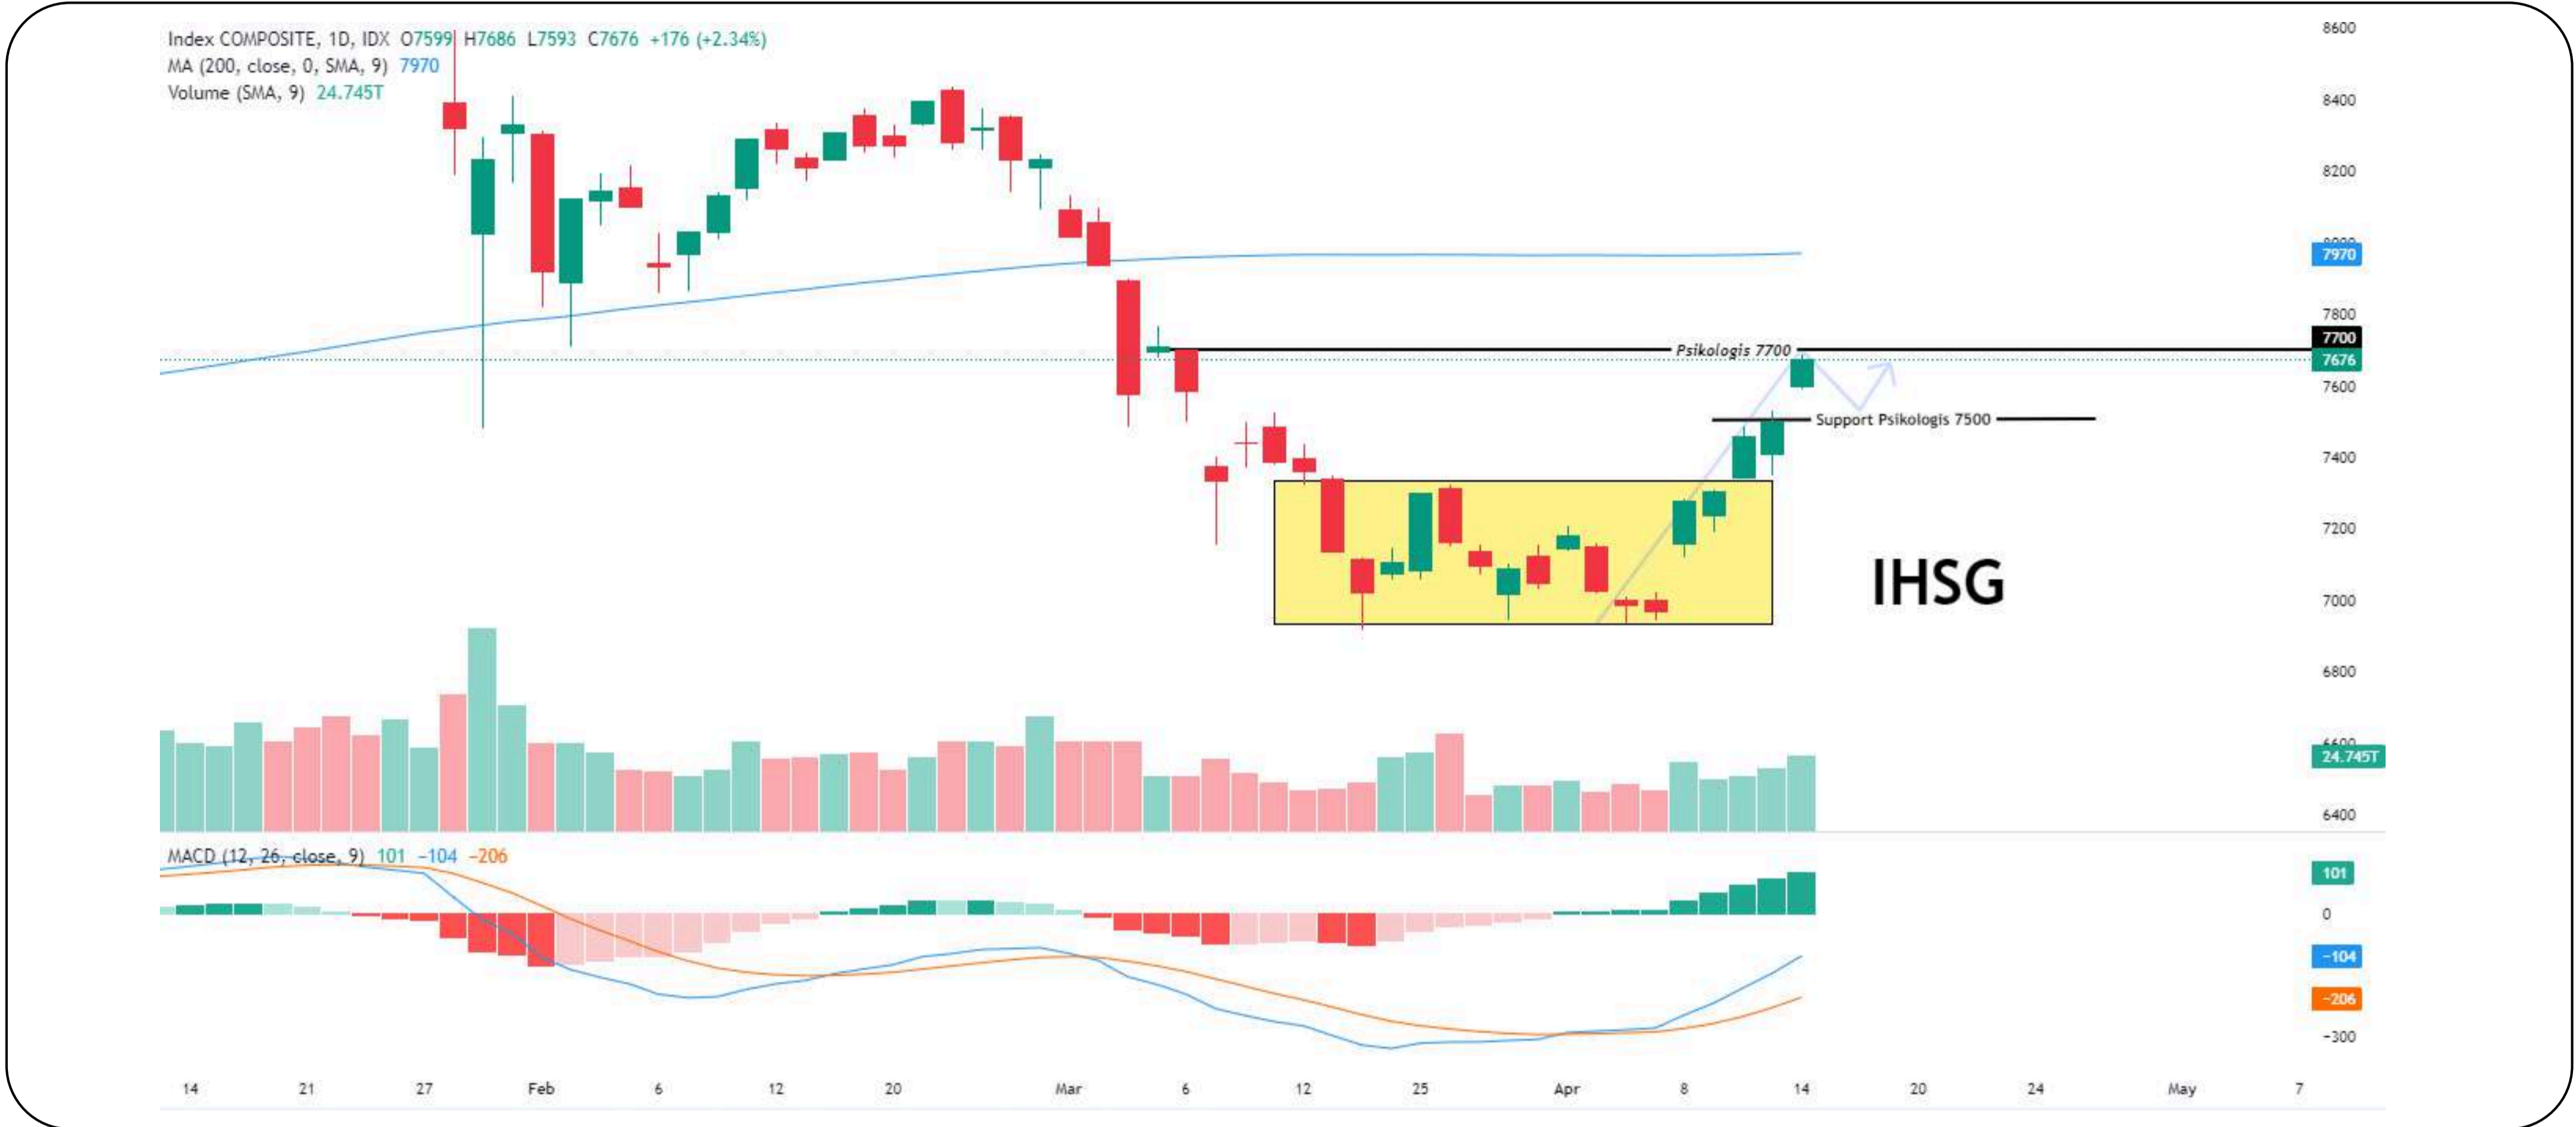 Index COMPOSITE, 1D, IDX O7599 H7686 L7593 C7676 +176 (+2.34%)
MA (200, close, 0, SMA, 9) 7970
Volume (SMA, 9) 24.745T
8600
8400
8200
8000
7970
7800
7700
7676
7600
7400
7200
7000
6800
6600
24.745T
6400
Psikologis 7700
Support Psikologis 7500
IHSG
MACD (12, 26, close, 9) 101 −104 −206
101
0
−104
−206
−300
14 21 27 Feb 6 12 20 Mar 6 12 25 Apr 8 14 20 24 May 7